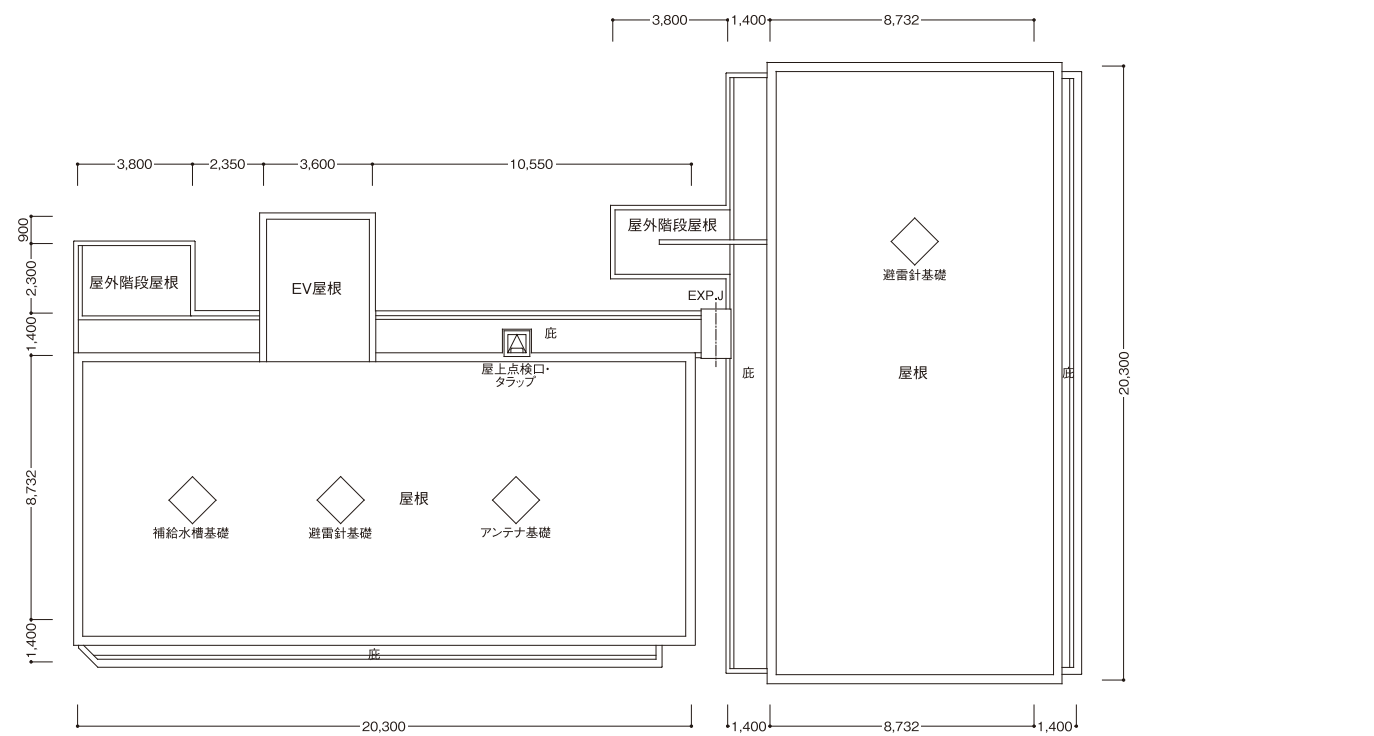 3,800
1,400
8,732
3,800
2,350
3,600
10,550
900
2,300
1,400
8,732
1,400
屋外階段屋根
EV屋根
屋外階段屋根
EXP.J
庇
屋上点検口・
タラップ
避雷針基礎
庇
屋根
庇
20,300
屋根
補給水槽基礎
避雷針基礎
アンテナ基礎
庇
20,300
1,400
8,732
1,400